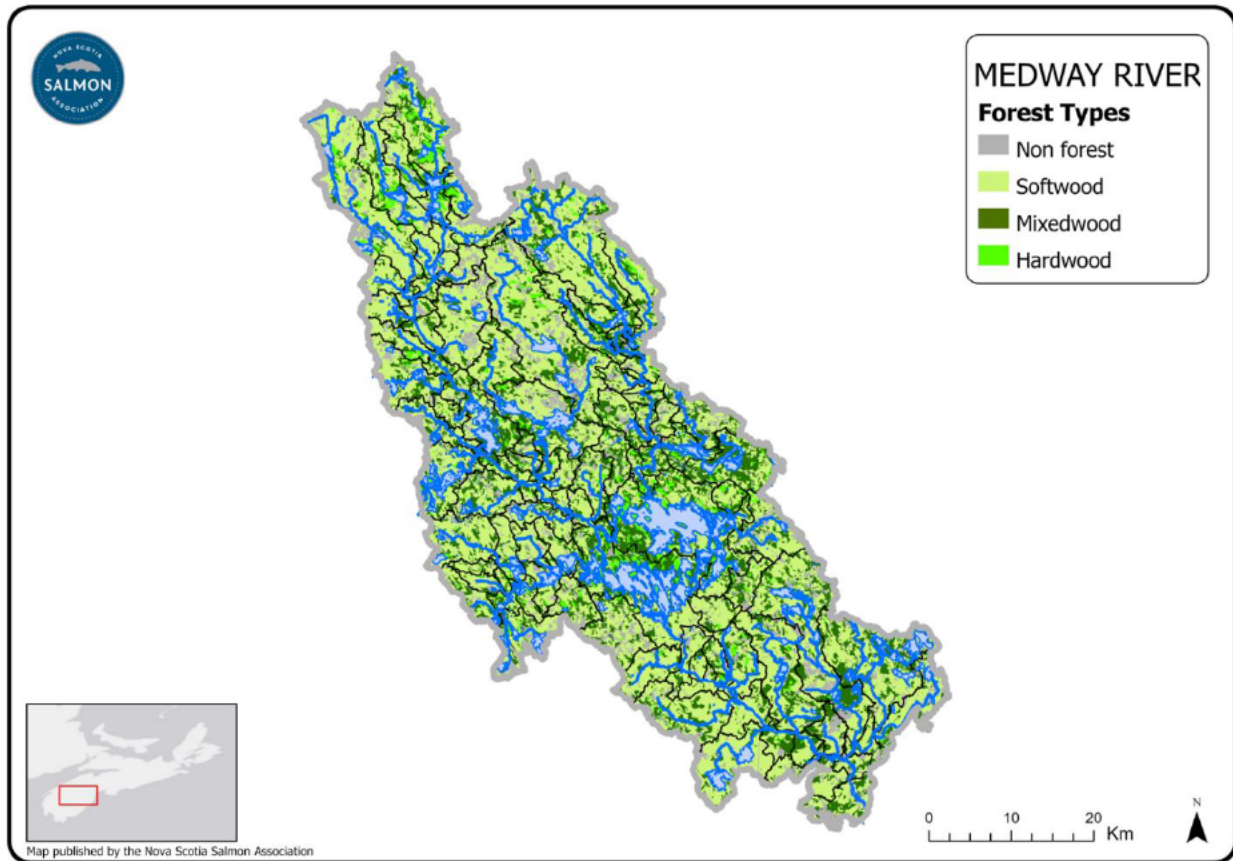 NOVA SCOTIA
SALMON
ASSOCIATION
MEDWAY RIVER
Forest Types
Non forest
Softwood
Mixedwood
Hardwood
Map published by the Nova Scotia Salmon Association
0 10 20
Km
N